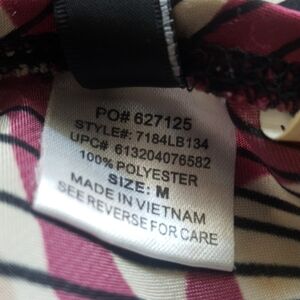 PO# 627125
STYLE#: 7184LB134
UPC# 613204076582
100% POLYESTER
SIZE: M
MADE IN VIETNAM
SEE REVERSE FOR CARE